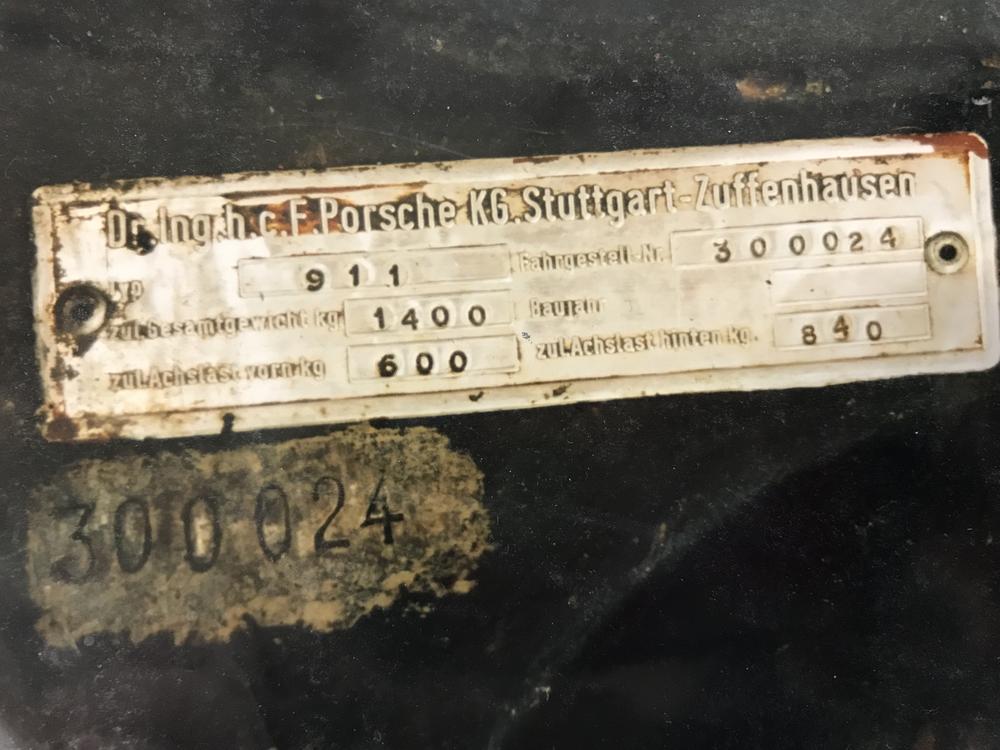 Dr. Ing. h.c. F. Porsche KG. Stuttgart-Zuffenhausen
Typ 911 Fahrgestell-Nr. 300024
zul. Gesamtgewicht kg 1400 Baujahr
zul. Achslast vorn kg 600 zul. Achslast hinten kg. 840
300024